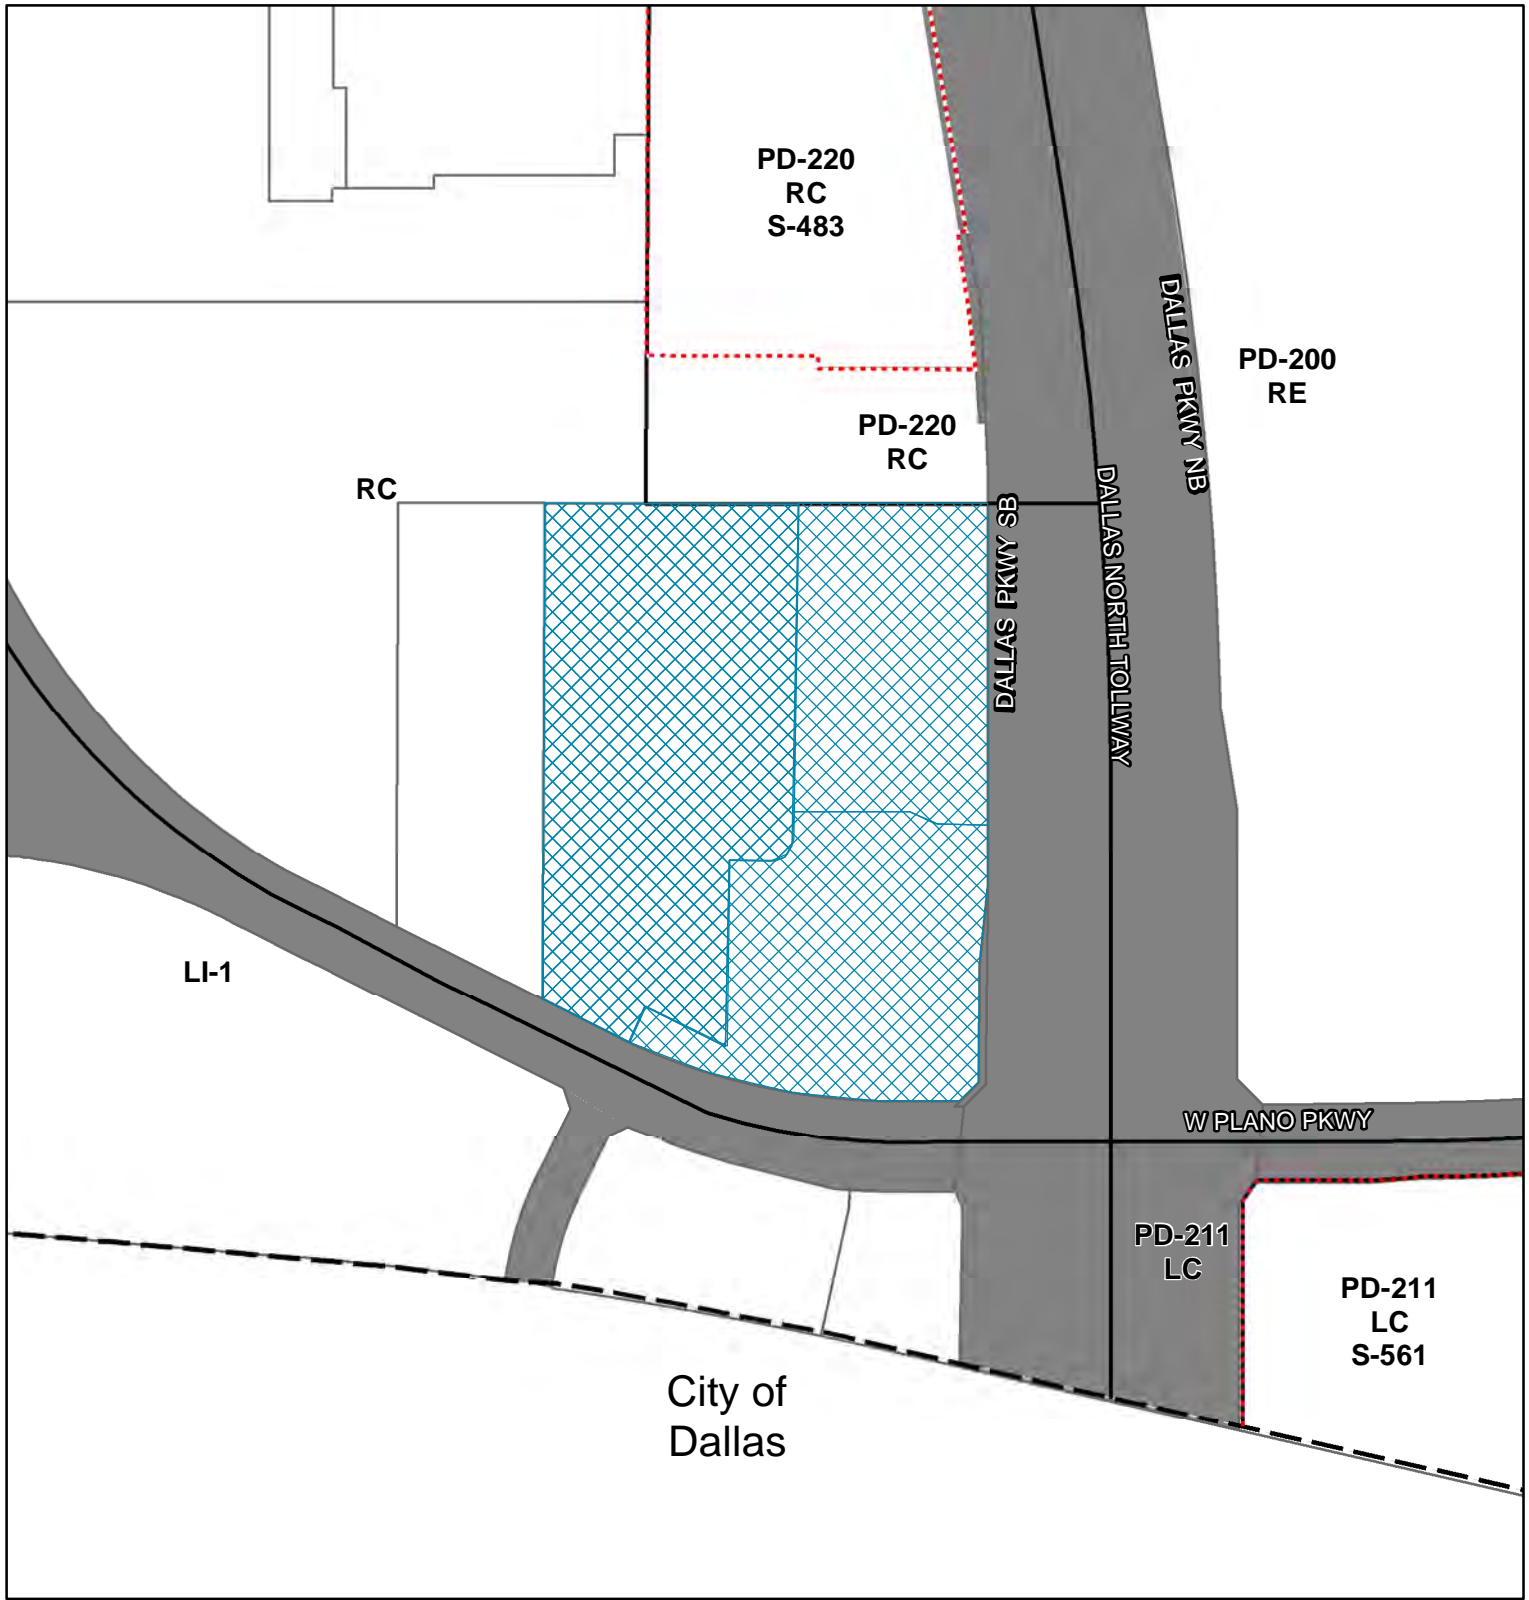 PD-220
RC
S-483
DALLAS PKWY NB
PD-200
RE
PD-220
RC
RC
DALLAS PKWY SB
DALLAS NORTH TOLLWAY
LI-1
W PLANO PKWY
PD-211
LC
PD-211
LC
S-561
City of
Dallas